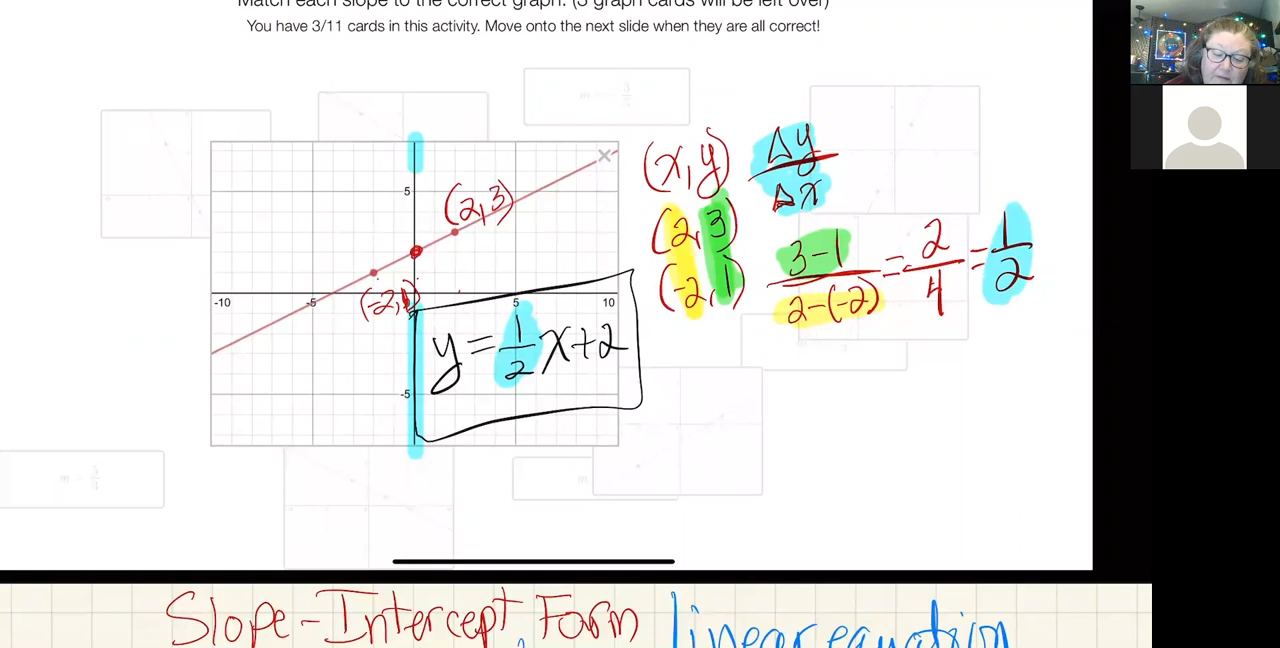 Match each slope to the correct graph. (3 graph cards will be left over)
You have 3/11 cards in this activity. Move onto the next slide when they are all correct!
(x, y) Δy/Δx
(2, 3)
(-2, 1)
3-1/2-(-2) = 2/4 = 1/2
5
(2, 3)
(-2, 1)
-10 -5 5 10
y = 1/2 x + 2
-5
m = 3/4
m
Slope-Intercept Form linear equation